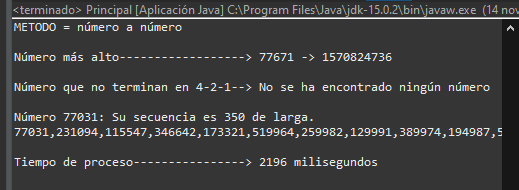 <terminado> Principal [Aplicación Java] C:\Program Files\Java\jdk-15.0.2\bin\javaw.exe (14 nov
METODO = número a número
Número más alto------------------> 77671 -> 1570824736
Número que no terminan en 4-2-1--> No se ha encontrado ningún número
Número 77031: Su secuencia es 350 de larga.
77031,231094,115547,346642,173321,519964,259982,129991,389974,194987,5
Tiempo de proceso----------------> 2196 milisegundos